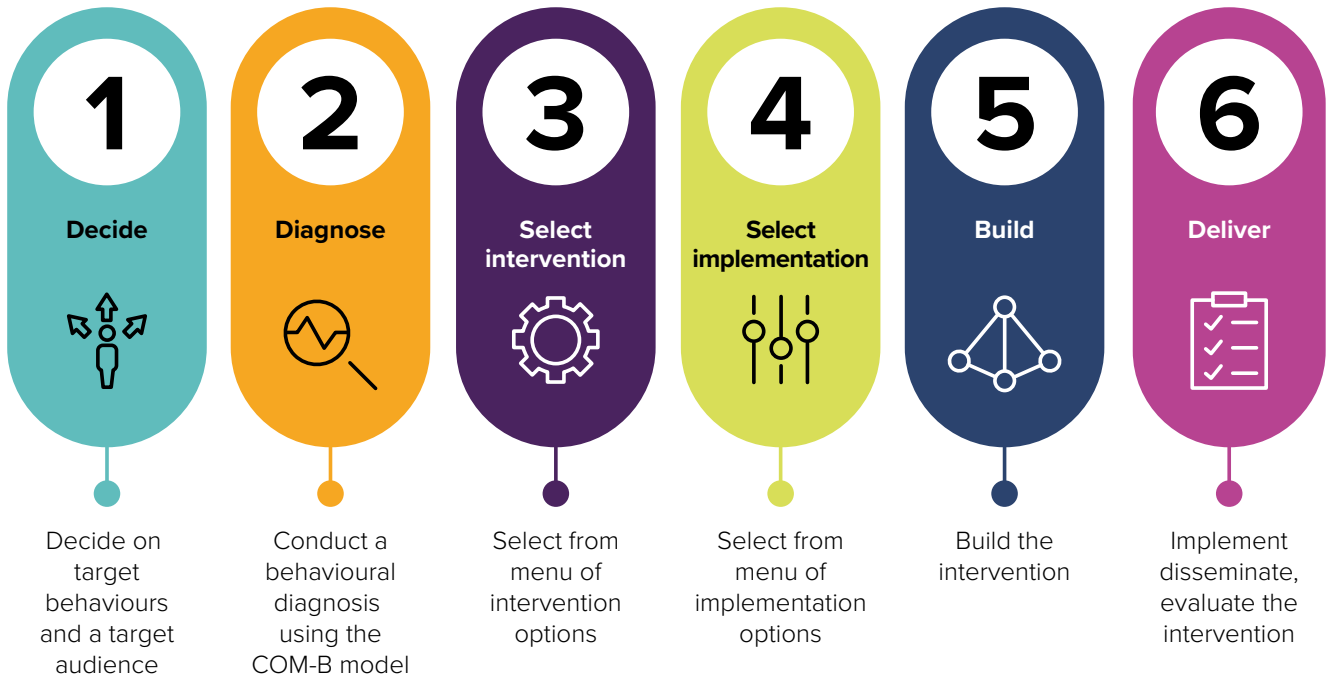 1
Decide
Decide on
target
behaviours
and a target
audience
2
Diagnose
Conduct a
behavioural
diagnosis
using the
COM-B model
3
Select
intervention
Select from
menu of
intervention
options
4
Select
implementation
Select from
menu of
implementation
options
5
Build
Build the
intervention
6
Deliver
Implement
disseminate,
evaluate the
intervention